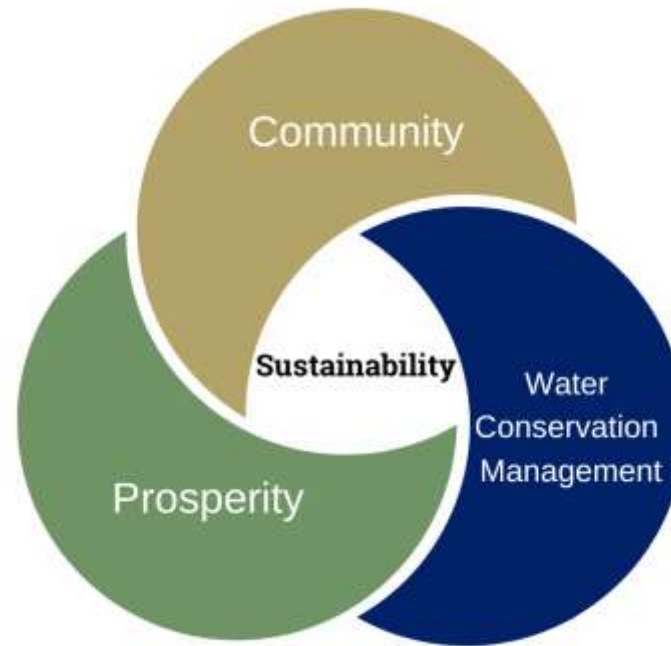 Community
Sustainability
Water
Conservation
Management
Prosperity